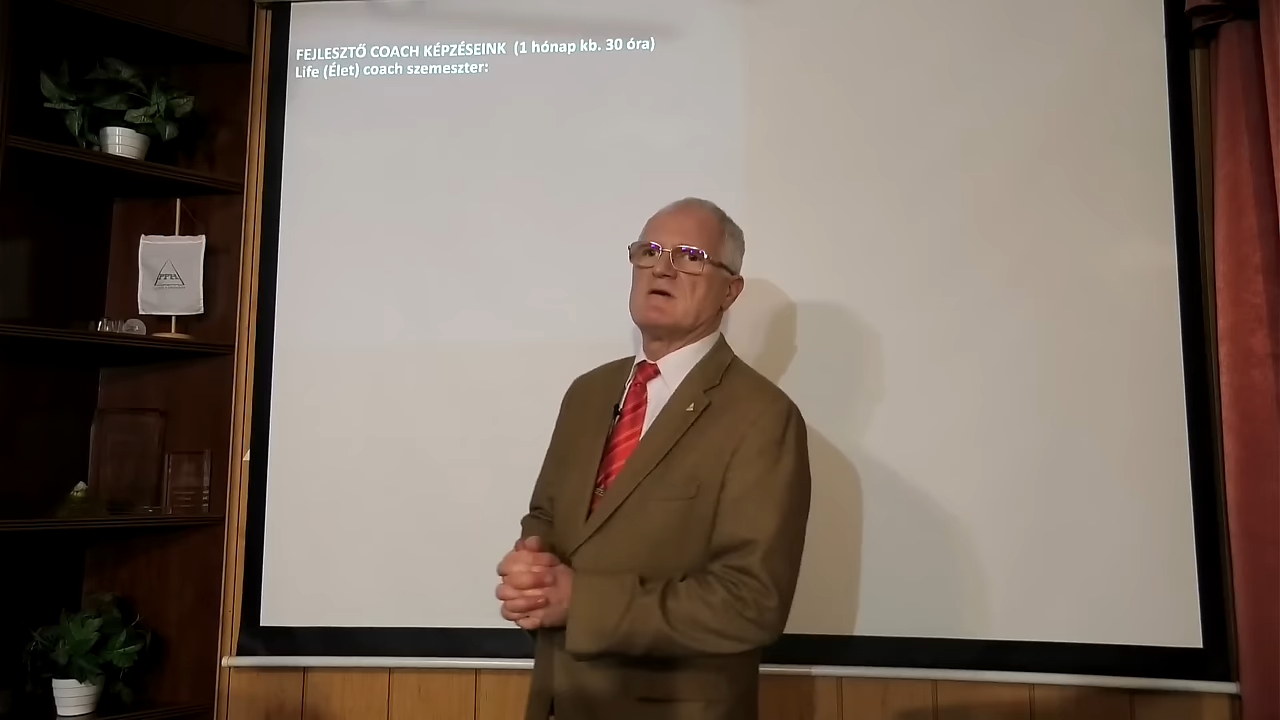 FEJLESZTŐ COACH KÉPZÉSEINK (1 hónap kb. 30 óra)
Life (Élet) coach szemeszter: